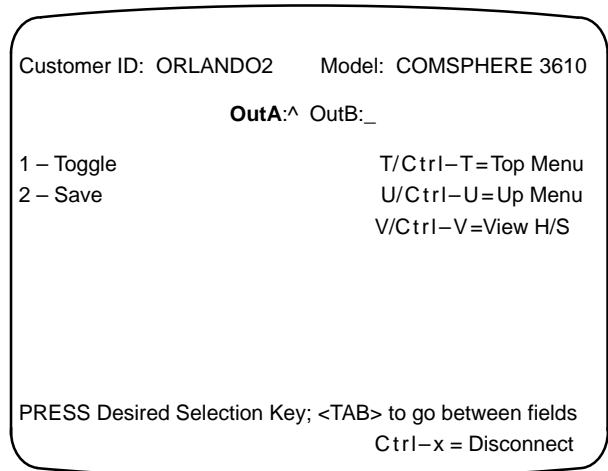 Customer ID: ORLANDO2 Model: COMSPHERE 3610
OutA:^ OutB:_
1 – Toggle T/Ctrl–T=Top Menu
2 – Save U/Ctrl–U=Up Menu
V/Ctrl–V=View H/S
PRESS Desired Selection Key; <TAB> to go between fields
Ctrl–x = Disconnect